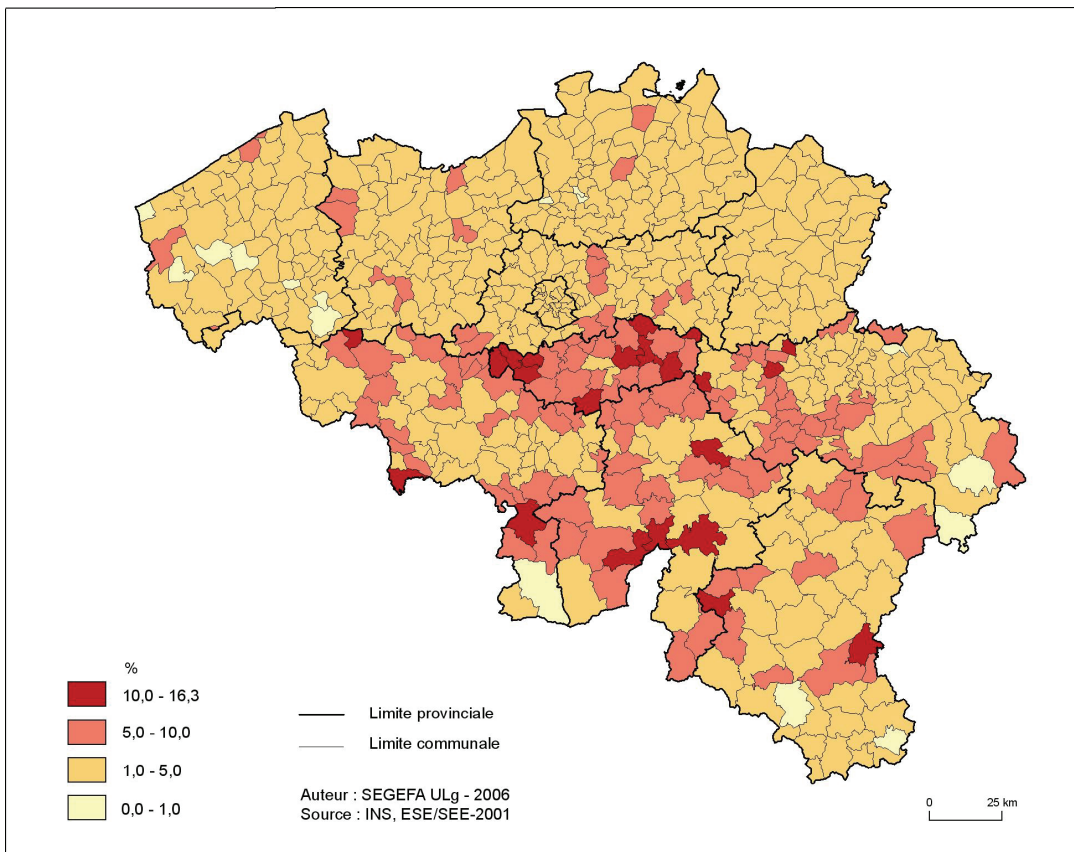 %
10,0 - 16,3
5,0 - 10,0
1,0 - 5,0
0,0 - 1,0
Limite provinciale
Limite communale
Auteur : SEGEFA ULg - 2006
Source : INS, ESE/SEE-2001
0 25 km